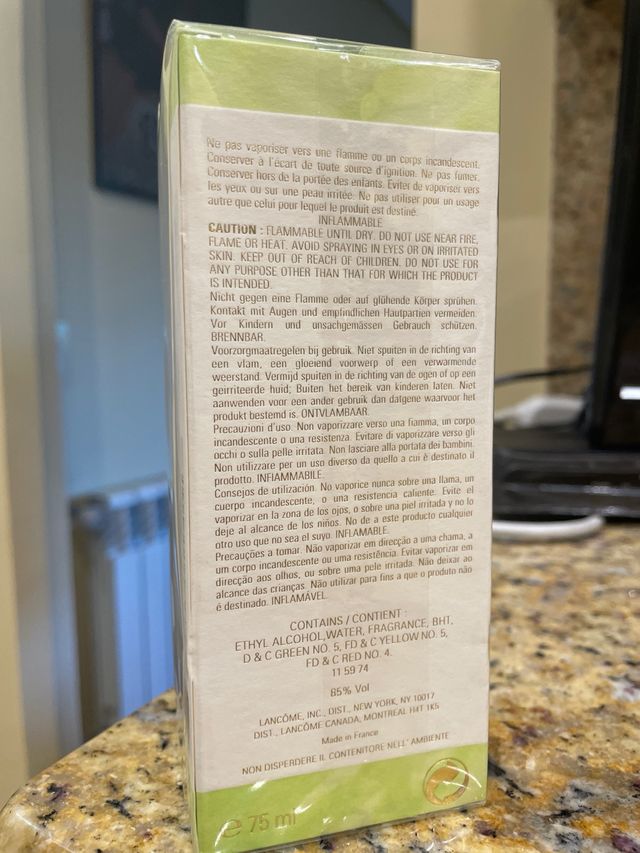 Ne pas vaporiser vers une flamme ou un corps incandescent.
Conserver à l'écart de toute source d'ignition. Ne pas fumer.
Conserver hors de la portée des enfants. Eviter de vaporiser vers
les yeux ou sur une peau irritée. Ne pas utiliser pour un usage
autre que celui pour lequel le produit est destiné.
INFLAMMABLE
CAUTION : FLAMMABLE UNTIL DRY. DO NOT USE NEAR FIRE,
FLAME OR HEAT. AVOID SPRAYING IN EYES OR ON IRRITATED
SKIN. KEEP OUT OF REACH OF CHILDREN. DO NOT USE FOR
ANY PURPOSE OTHER THAN THAT FOR WHICH THE PRODUCT
IS INTENDED.
Nicht gegen eine Flamme oder auf glühende Körper sprühen.
Kontakt mit Augen und empfindlichen Hautpartien vermeiden.
Vor Kindern und unsachgemässen Gebrauch schützen.
BRENNBAR.
Voorzorgmaatregelen bij gebruik. Niet spuiten in de richting van
een vlam, een gloeiend voorwerp of een verwarmende
weerstand. Vermijd spuiten in de richting van de ogen of op een
geirriteerde huid; Buiten het bereik van kinderen laten. Niet
aanwenden voor een ander gebruik dan datgene waarvoor het
produkt bestemd is. ONTVLAMBAAR.
Precauzioni d'uso. Non vaporizzare verso una fiamma, un corpo
incandescente o una resistenza. Evitare di vaporizzare verso gli
occhi o sulla pelle irritata. Non lasciare alla portata dei bambini.
Non utilizzare per un uso diverso da quello a cui è destinato il
prodotto. INFIAMMABILE.
Consejos de utilización. No vaporice nunca sobre una llama, un
cuerpo incandescente, o una resistencia caliente. Evite el
vaporizar en la zona de los ojos, o sobre una piel irritada y no lo
deje al alcance de los niños. No de a este producto cualquier
otro uso que no sea el suyo. INFLAMABLE.
Precauções a tomar. Não vaporizar em direcção a uma chama, a
um corpo incandescente ou uma resistência. Evitar vaporizar em
direcção aos olhos, ou sobre uma pele irritada. Não deixar ao
alcance das crianças. Não utilizar para fins a que o produto não
é destinado. INFLAMÁVEL.
CONTAINS / CONTIENT :
ETHYL ALCOHOL,WATER, FRAGRANCE, BHT,
D & C GREEN NO. 5, FD & C YELLOW NO. 5,
FD & C RED NO. 4.
11 59 74
85% Vol
LANCÔME, INC., DIST., NEW YORK, NY 10017
DIST., LANCÔME CANADA, MONTREAL H4T 1K5
Made in France
NON DISPERDERE IL CONTENITORE NELL' AMBIENTE
e 75 ml